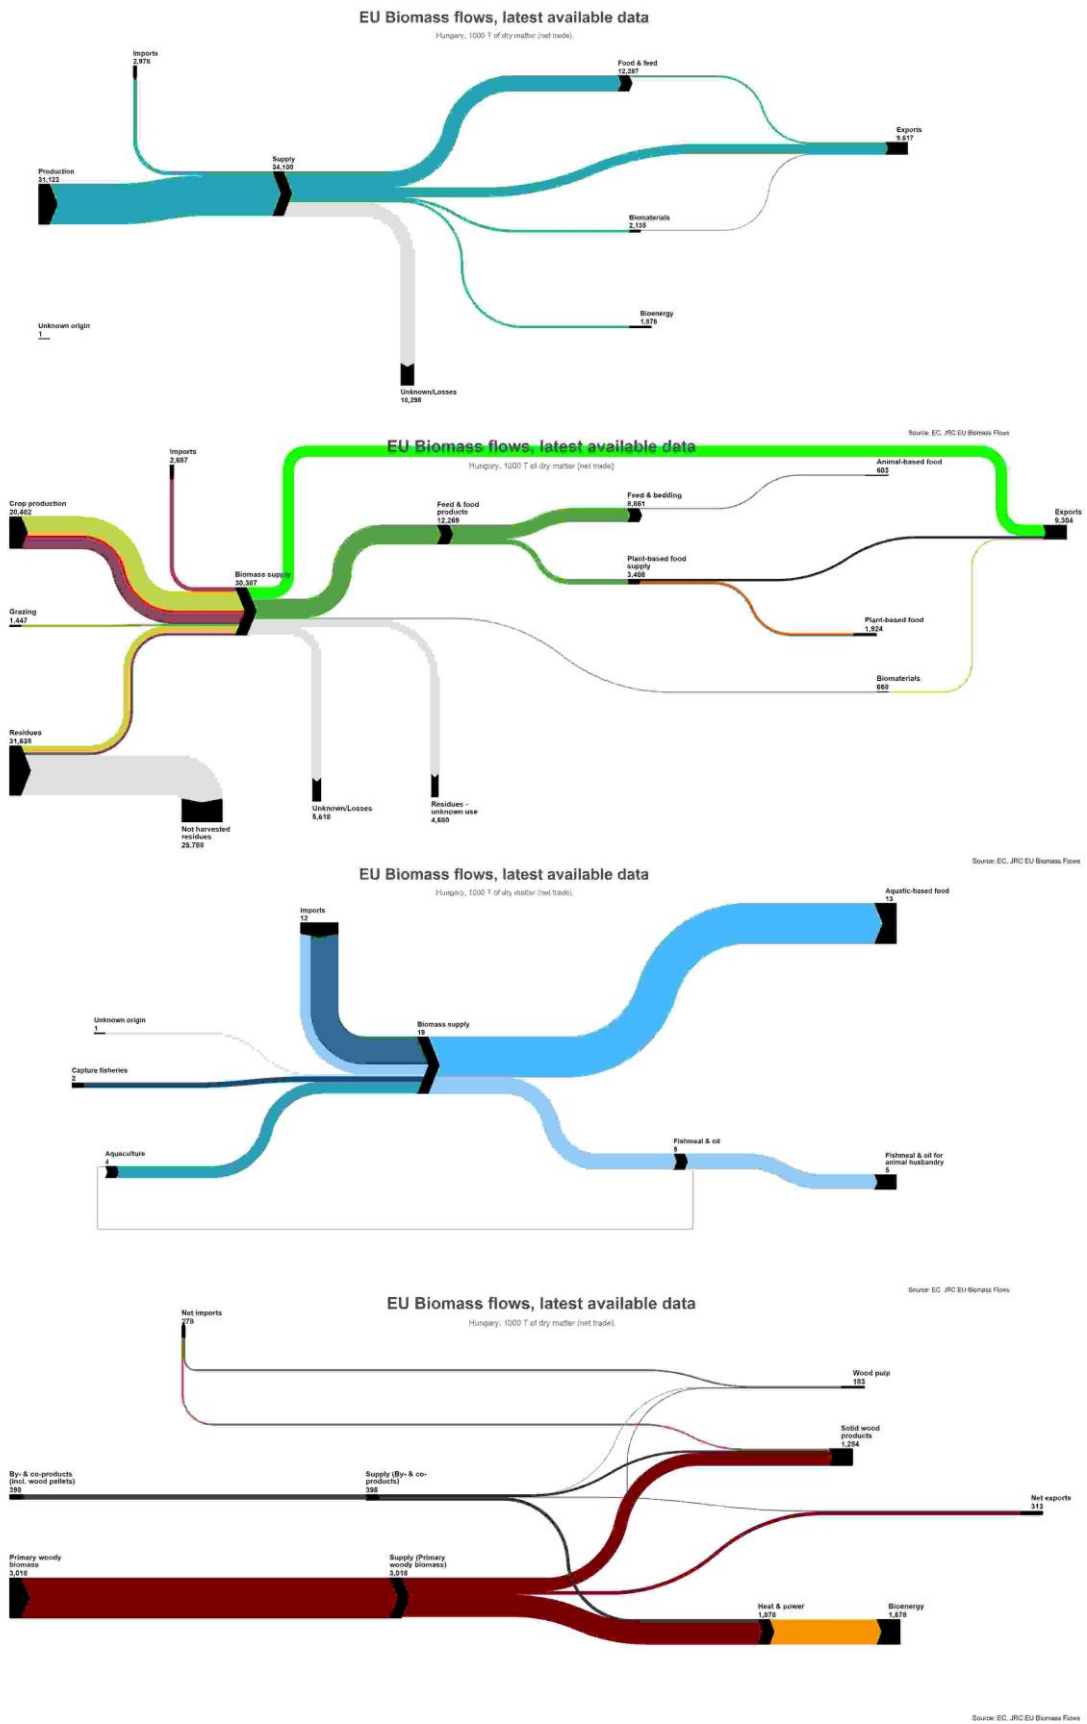 EU Biomass flows, latest available data
Hungary, 1000 T of dry matter (net trade)
Imports
2,976
Food & feed
12,287
Exports
9,617
Supply
34,100
Production
31,122
Biomaterials
2,135
Bioenergy
1,876
Unknown origin
1
Unknown/Losses
10,298
Source: EC, JRC EU Biomass Flows
EU Biomass flows, latest available data
Hungary, 1000 T of dry matter (net trade)
Imports
2,687
Animal-based food
603
Crop production
20,402
Feed & food
products
12,269
Feed & bedding
8,861
Exports
9,304
Biomass supply
30,387
Plant-based food
supply
3,408
Grazing
1,447
Plant-based food
1,924
Biomaterials
668
Residues
31,638
Unknown/Losses
5,618
Residues -
unknown use
4,680
Not harvested
residues
25,788
Source: EC, JRC EU Biomass Flows
EU Biomass flows, latest available data
Hungary, 1000 T of dry matter (net trade)
Aquatic-based food
13
Imports
12
Unknown origin
1
Biomass supply
19
Capture fisheries
2
Aquaculture
4
Fishmeal & oil
5
Fishmeal & oil for
animal husbandry
5
Source: EC, JRC EU Biomass Flows
EU Biomass flows, latest available data
Hungary, 1000 T of dry matter (net trade)
Net imports
278
Wood pulp
153
Solid wood
products
1,284
By- & co-products
(incl. wood pellets)
398
Supply (By- & co-
products)
398
Net exports
313
Primary woody
biomass
3,016
Supply (Primary
woody biomass)
3,016
Heat & power
1,876
Bioenergy
1,876
Source: EC, JRC EU Biomass Flows